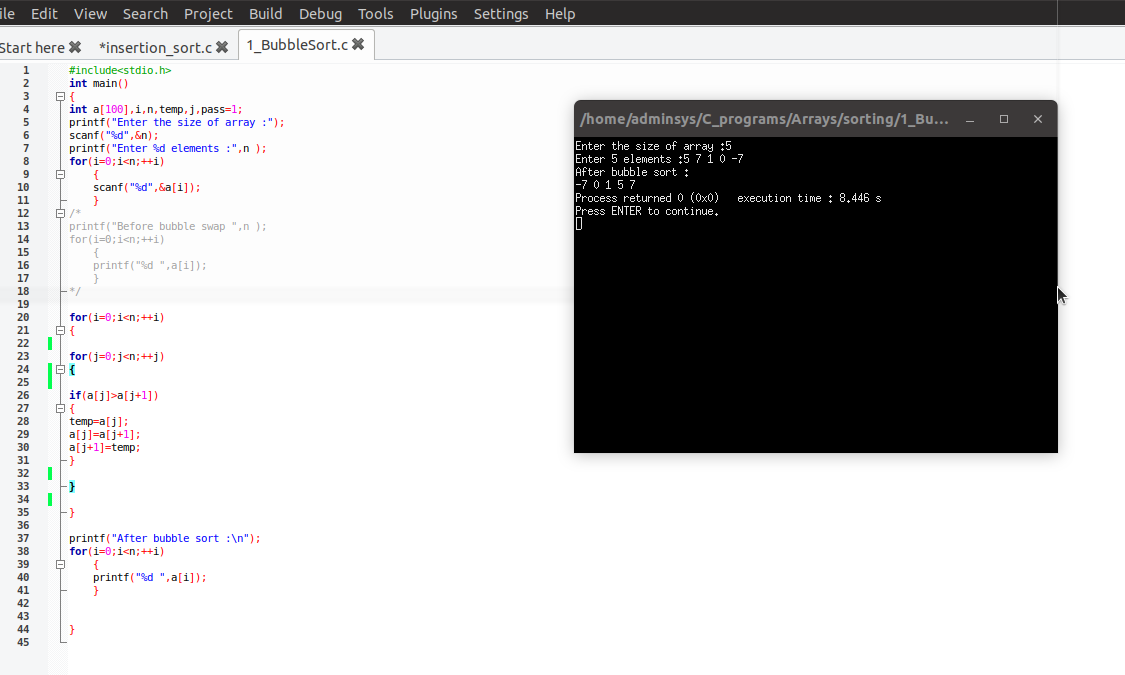 ile Edit View Search Project Build Debug Tools Plugins Settings Help
Start here *insertion_sort.c 1_BubbleSort.c
1 #include<stdio.h>
2 int main()
3 {
4 int a[100],i,n,temp,j,pass=1;
5 printf("Enter the size of array :");
6 scanf("%d",&n);
7 printf("Enter %d elements :",n );
8 for(i=0;i<n;++i)
9 {
10 scanf("%d",&a[i]);
11 }
12 /*
13 printf("Before bubble swap ",n );
14 for(i=0;i<n;++i)
15 {
16 printf("%d ",a[i]);
17 }
18 */
19
20 for(i=0;i<n;++i)
21 {
22
23 for(j=0;j<n;++j)
24 {
25
26 if(a[j]>a[j+1])
27 {
28 temp=a[j];
29 a[j]=a[j+1];
30 a[j+1]=temp;
31 }
32
33 }
34
35 }
36
37 printf("After bubble sort :\n");
38 for(i=0;i<n;++i)
39 {
40 printf("%d ",a[i]);
41 }
42
43
44 }
45
/home/adminsys/C_programs/Arrays/sorting/1_Bu...
Enter the size of array :5
Enter 5 elements :5 7 1 0 -7
After bubble sort :
-7 0 1 5 7
Process returned 0 (0x0) execution time : 8.446 s
Press ENTER to continue.